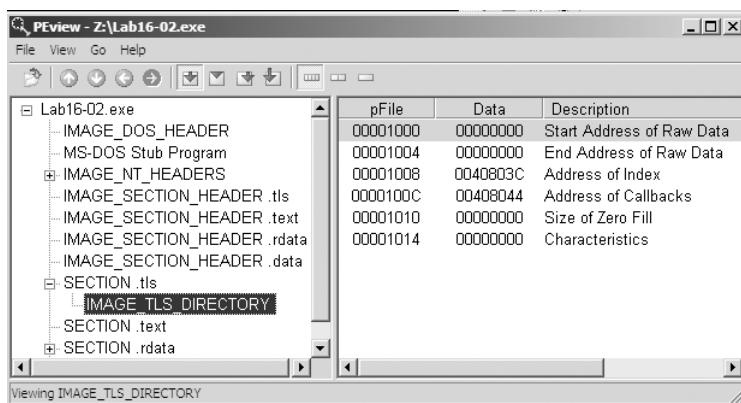 PEview - Z:\Lab16-02.exe
File View Go Help
Lab16-02.exe
IMAGE_DOS_HEADER
MS-DOS Stub Program
IMAGE_NT_HEADERS
IMAGE_SECTION_HEADER .tls
IMAGE_SECTION_HEADER .text
IMAGE_SECTION_HEADER .rdata
IMAGE_SECTION_HEADER .data
SECTION .tls
IMAGE_TLS_DIRECTORY
SECTION .text
SECTION .rdata
pFile Data Description
00001000 00000000 Start Address of Raw Data
00001004 00000000 End Address of Raw Data
00001008 0040803C Address of Index
0000100C 00408044 Address of Callbacks
00001010 00000000 Size of Zero Fill
00001014 00000000 Characteristics
Viewing IMAGE_TLS_DIRECTORY